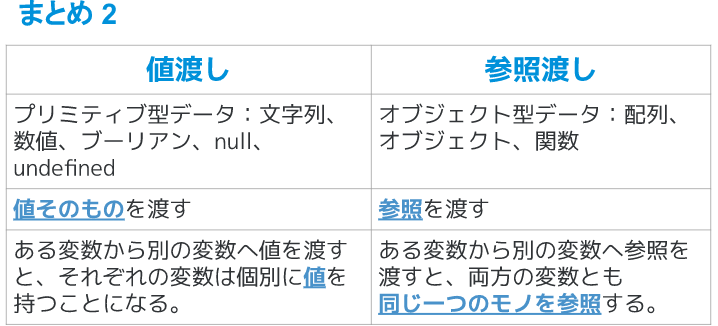 まとめ 2
値渡し
参照渡し
プリミティブ型データ：文字列、
数値、ブーリアン、null、
undefined
オブジェクト型データ：配列、
オブジェクト、関数
値そのものを渡す
参照を渡す
ある変数から別の変数へ値を渡す
と、それぞれの変数は個別に値を
持つことになる。
ある変数から別の変数へ参照を
渡すと、両方の変数とも
同じ一つのモノを参照する。